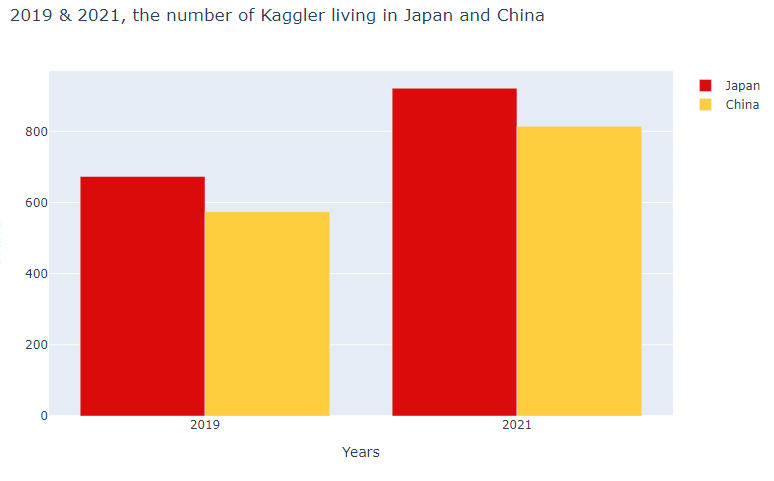 2019 & 2021, the number of Kaggler living in Japan and China
Japan
China
800
600
400
200
0
2019
2021
Years